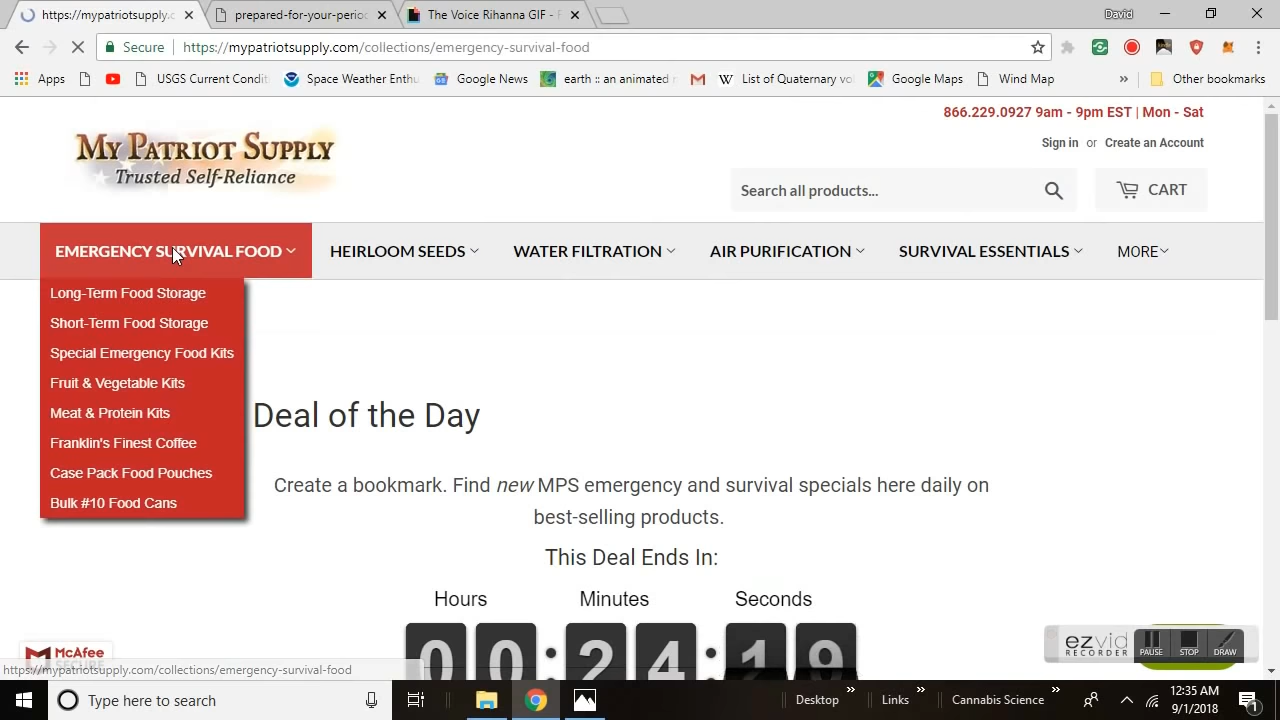 https://mypatriotsupply.c
prepared-for-your-perio
The Voice Rihanna GIF - F
David
Secure
https://mypatriotsupply.com/collections/emergency-survival-food
Apps
USGS Current Condit
Space Weather Enthu
Google News
earth :: an animated
List of Quaternary vo
Google Maps
Wind Map
Other bookmarks
866.229.0927 9am - 9pm EST | Mon - Sat
MY PATRIOT SUPPLY
Trusted Self-Reliance
Sign in or Create an Account
Search all products...
CART
EMERGENCY SURVIVAL FOOD
HEIRLOOM SEEDS
WATER FILTRATION
AIR PURIFICATION
SURVIVAL ESSENTIALS
MORE
Long-Term Food Storage
Short-Term Food Storage
Special Emergency Food Kits
Fruit & Vegetable Kits
Meat & Protein Kits
Franklin's Finest Coffee
Case Pack Food Pouches
Bulk #10 Food Cans
Deal of the Day
Create a bookmark. Find new MPS emergency and survival specials here daily on
best-selling products.
This Deal Ends In:
Hours Minutes Seconds
00:24:19
McAfee
SECURE
https://mypatriotsupply.com/collections/emergency-survival-food
ezvid
RECORDER
PAUSE
STOP
DRAW
Type here to search
Desktop
Links
Cannabis Science
12:35 AM
9/1/2018
1